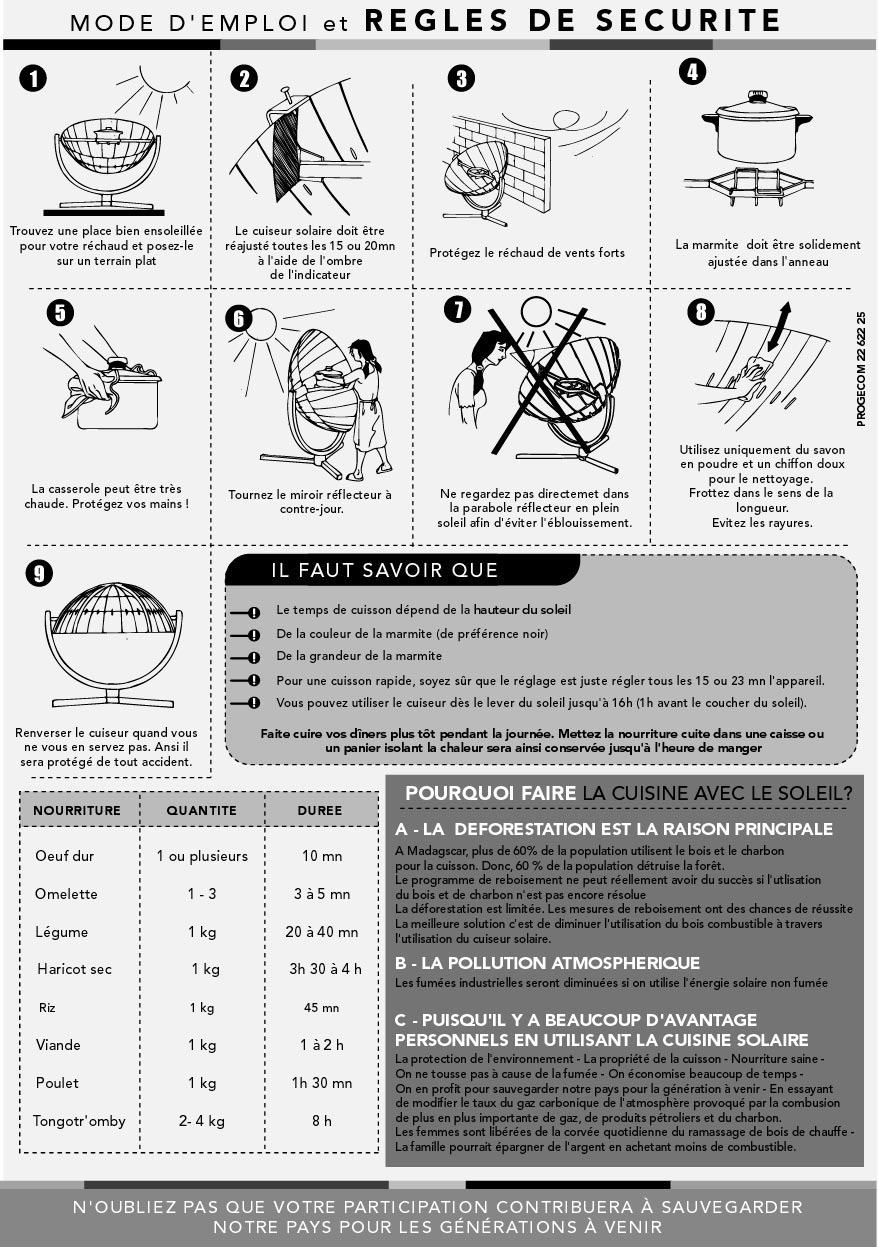 MODE D'EMPLOI et REGLES DE SECURITE
1
Trouvez une place bien ensoleillée
pour votre réchaud et posez-le
sur un terrain plat
2
Le cuiseur solaire doit être
réajusté toutes les 15 ou 20mn
à l'aide de l'ombre
de l'indicateur
3
Protégez le réchaud de vents forts
4
La marmite doit être solidement
ajustée dans l'anneau
5
La casserole peut être très
chaude. Protégez vos mains !
6
Tournez le miroir réflecteur à
contre-jour.
7
Ne regardez pas directemet dans
la parabole réflecteur en plein
soleil afin d'éviter l'éblouissement.
8
Utilisez uniquement du savon
en poudre et un chiffon doux
pour le nettoyage.
Frottez dans le sens de la
longueur.
Evitez les rayures.
PROGECOM 22 622 25
9
Renverser le cuiseur quand vous
ne vous en servez pas. Ansi il
sera protégé de tout accident.
IL FAUT SAVOIR QUE
Le temps de cuisson dépend de la hauteur du soleil
De la couleur de la marmite (de préférence noir)
De la grandeur de la marmite
Pour une cuisson rapide, soyez sûr que le réglage est juste régler tous les 15 ou 23 mn l'appareil.
Vous pouvez utiliser le cuiseur dès le lever du soleil jusqu'à 16h (1h avant le coucher du soleil).
Faite cuire vos dîners plus tôt pendant la journée. Mettez la nourriture cuite dans une caisse ou
un panier isolant la chaleur sera ainsi conservée jusqu'à l'heure de manger
NOURRITURE QUANTITE DUREE
Oeuf dur 1 ou plusieurs 10 mn
Omelette 1 - 3 3 à 5 mn
Légume 1 kg 20 à 40 mn
Haricot sec 1 kg 3h 30 à 4 h
Riz 1 kg 45 mn
Viande 1 kg 1 à 2 h
Poulet 1 kg 1h 30 mn
Tongotr'omby 2- 4 kg 8 h
POURQUOI FAIRE LA CUISINE AVEC LE SOLEIL?
A - LA DEFORESTATION EST LA RAISON PRINCIPALE
A Madagscar, plus de 60% de la population utilisent le bois et le charbon
pour la cuisson. Donc, 60 % de la population détruise la forêt.
Le programme de reboisement ne peut réellement avoir du succès si l'utlisation
du bois et de charbon n'est pas encore résolue
La déforestation est limitée. Les mesures de reboisement ont des chances de réussite
La meilleure solution c'est de diminuer l'utilisation du bois combustible à travers
l'utilisation du cuiseur solaire.
B - LA POLLUTION ATMOSPHERIQUE
Les fumées industrielles seront diminuées si on utilise l'énergie solaire non fumée
C - PUISQU'IL Y A BEAUCOUP D'AVANTAGE
PERSONNELS EN UTILISANT LA CUISINE SOLAIRE
La protection de l'environnement - La propriété de la cuisson - Nourriture saine -
On ne tousse pas à cause de la fumée - On économise beaucoup de temps -
On en profit pour sauvegarder notre pays pour la génération à venir - En essayant
de modifier le taux du gaz carbonique de l'atmosphère provoqué par la combusion
de plus en plus importante de gaz, de produits pétroliers et du charbon.
Les femmes sont libérées de la corvée quotidienne du ramassage de bois de chauffe -
La famille pourrait épargner de l'argent en achetant moins de combustible.
N'OUBLIEZ PAS QUE VOTRE PARTICIPATION CONTRIBUERA À SAUVEGARDER
NOTRE PAYS POUR LES GÉNÉRATIONS À VENIR